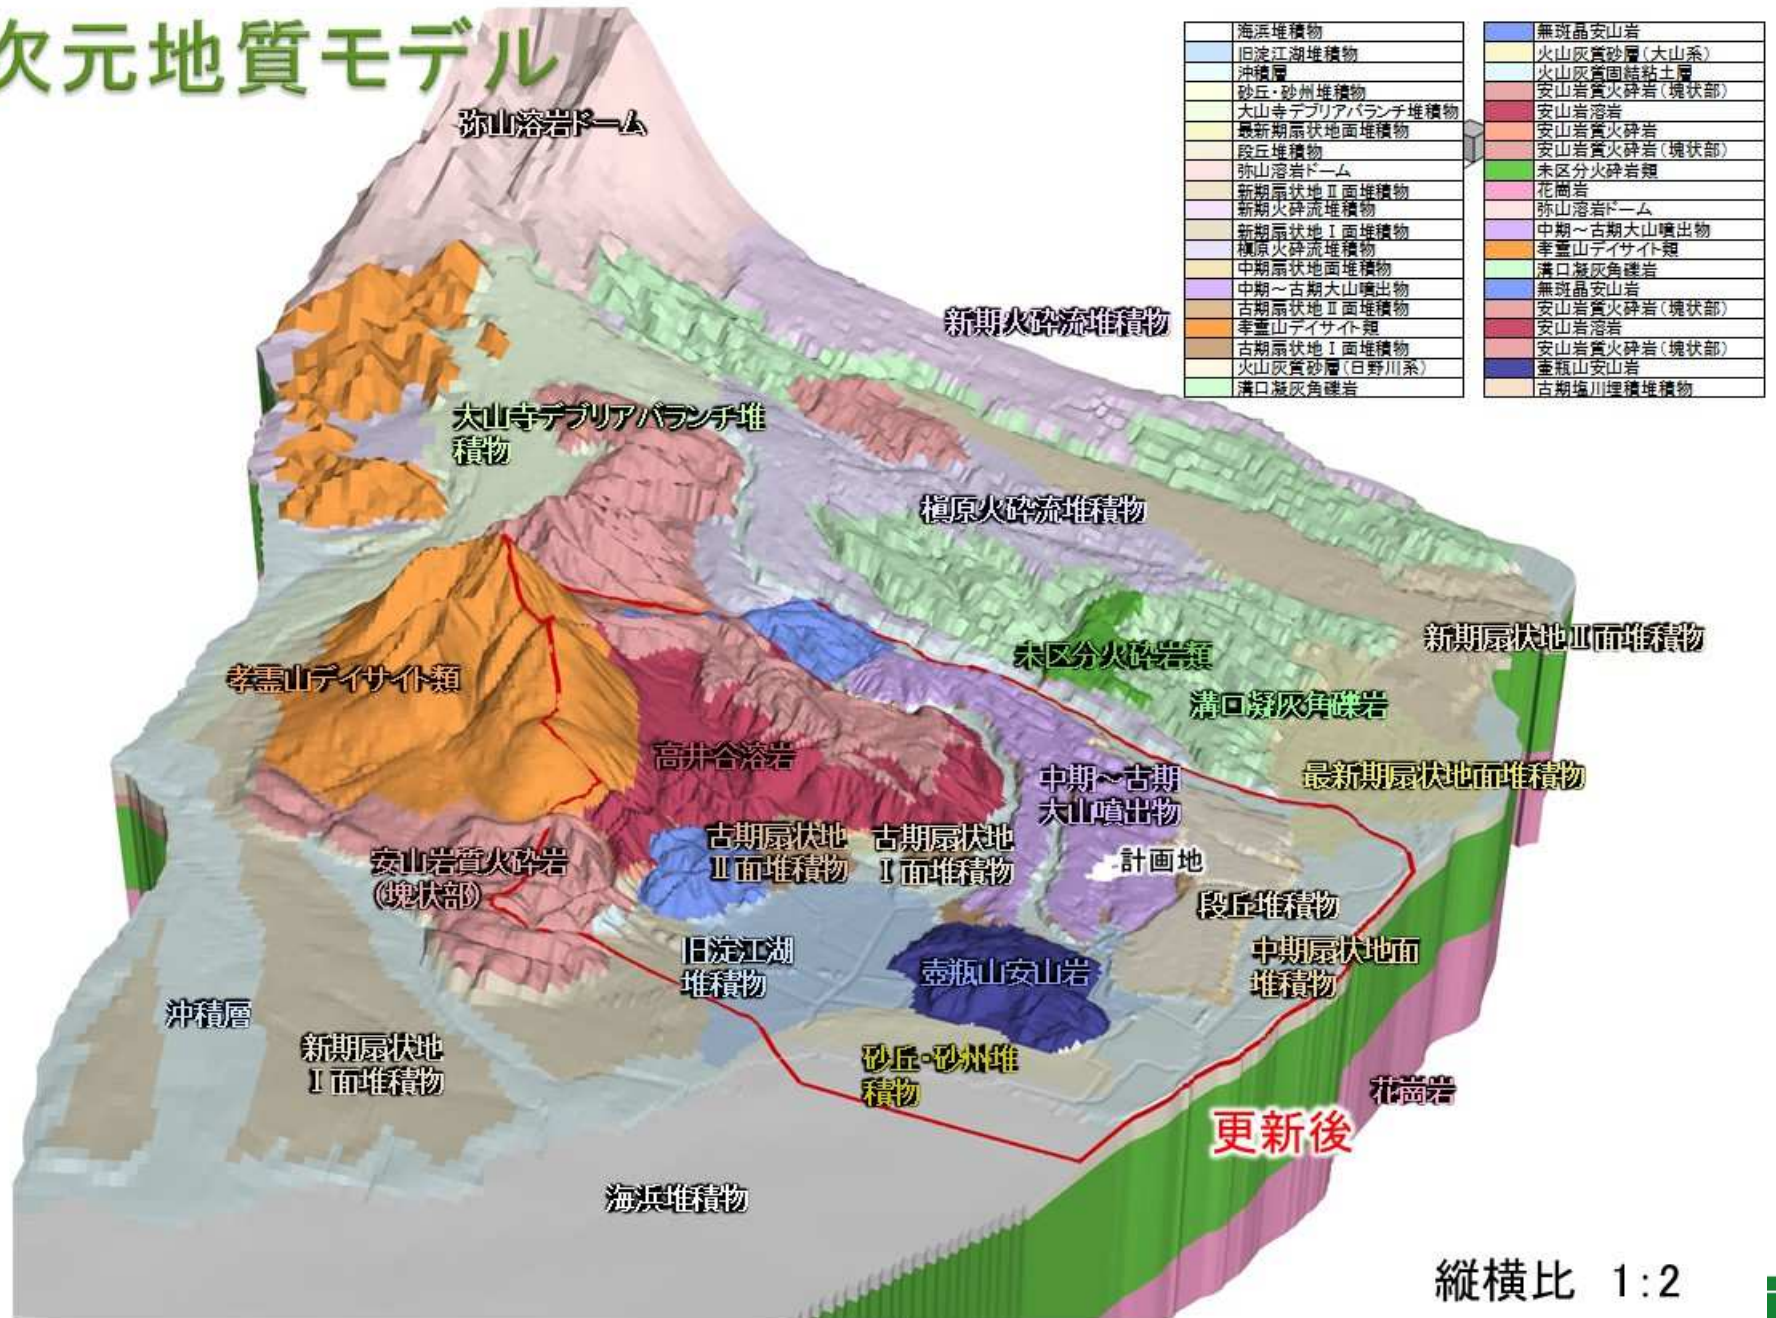 次元地質モデル
海浜堆積物
旧淀江湖堆積物
沖積層
砂丘・砂州堆積物
大山寺デブリアバランチ堆積物
最新期扇状地面堆積物
段丘堆積物
弥山溶岩ドーム
新期扇状地Ⅱ面堆積物
新期火砕流堆積物
新期扇状地Ⅰ面堆積物
槇原火砕流堆積物
中期扇状地面堆積物
中期～古期大山噴出物
古期扇状地Ⅱ面堆積物
孝霊山デイサイト類
古期扇状地Ⅰ面堆積物
火山灰質砂層(日野川系)
溝口凝灰角礫岩
無斑晶安山岩
火山灰質砂層(大山系)
火山灰質固結粘土層
安山岩質火砕岩(塊状部)
安山岩溶岩
安山岩質火砕岩
安山岩質火砕岩(塊状部)
未区分火砕岩類
花崗岩
弥山溶岩ドーム
中期～古期大山噴出物
孝霊山デイサイト類
溝口凝灰角礫岩
無斑晶安山岩
安山岩質火砕岩(塊状部)
安山岩溶岩
安山岩質火砕岩(塊状部)
壷瓶山安山岩
古期塩川埋積堆積物
弥山溶岩ドーム
新期火砕流堆積物
大山寺デブリアバランチ堆
積物
槇原火砕流堆積物
未区分火砕岩類
新期扇状地Ⅱ面堆積物
孝霊山デイサイト類
溝口凝灰角礫岩
高井谷溶岩
中期～古期
大山噴出物
最新期扇状地面堆積物
古期扇状地
Ⅱ面堆積物
古期扇状地
Ⅰ面堆積物
計画地
安山岩質火砕岩
(塊状部)
段丘堆積物
旧淀江湖
堆積物
壷瓶山安山岩
中期扇状地面
堆積物
沖積層
新期扇状地
Ⅰ面堆積物
砂丘・砂州堆
積物
花崗岩
更新後
海浜堆積物
縦横比 1:2